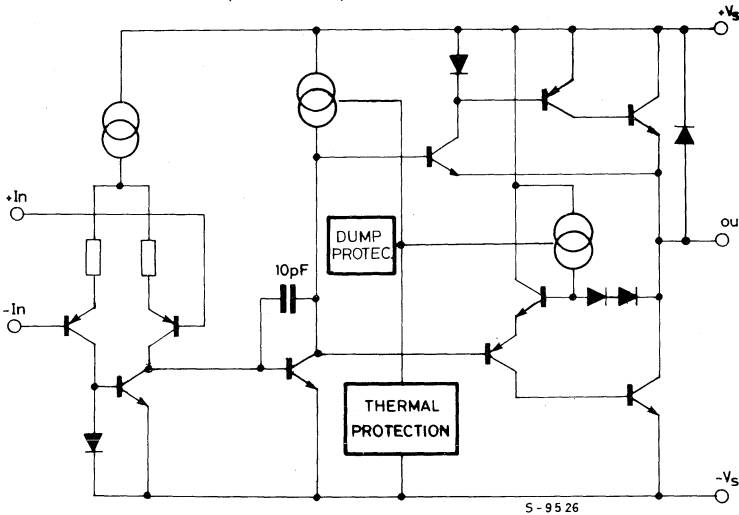 +Vs
+In
ou
DUMP
PROTEC.
10pF
-In
THERMAL
PROTECTION
-Vs
S-9526